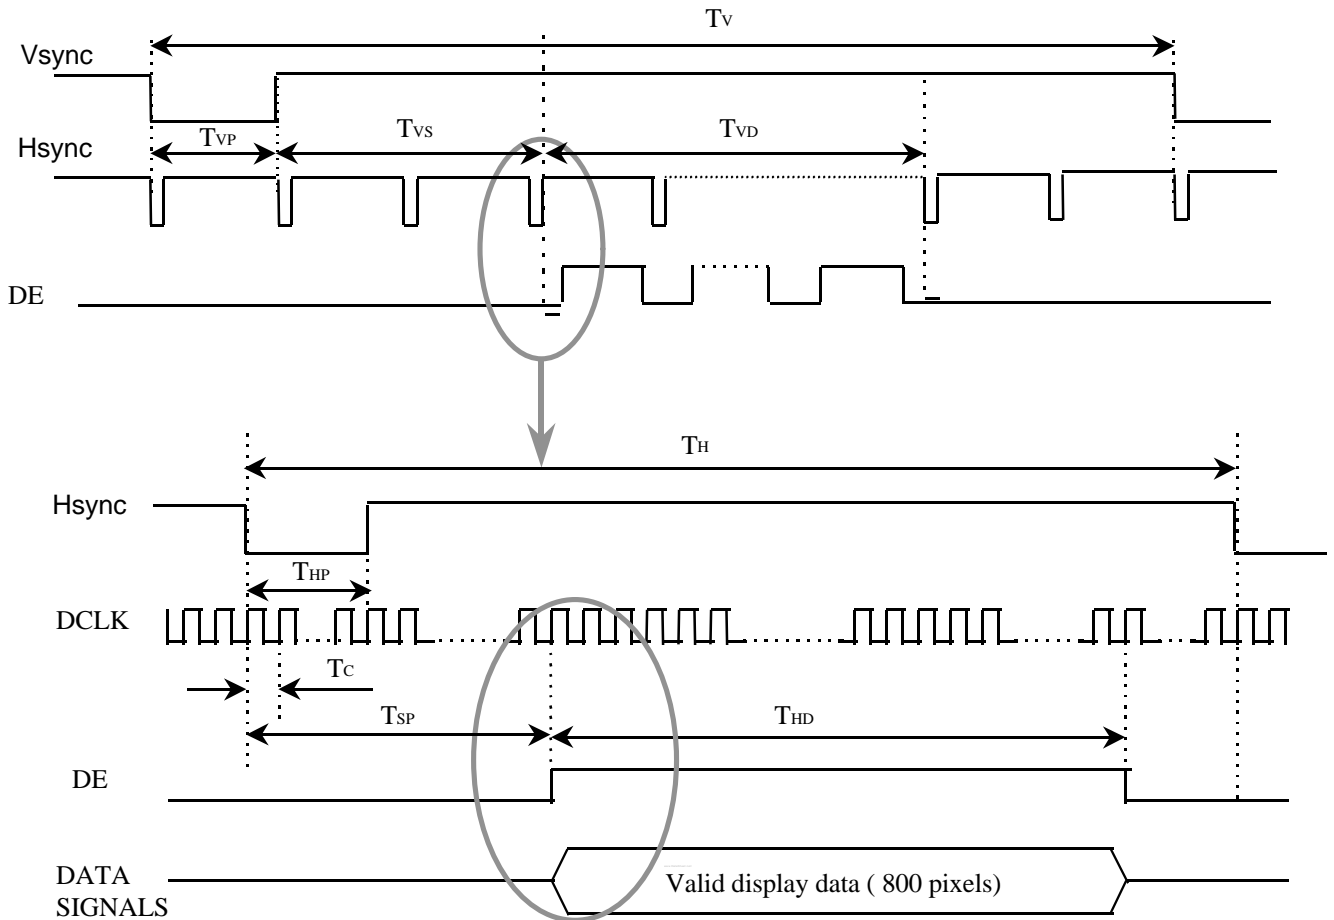 TV
Vsync
TVP
TVS
TVD
Hsync
DE
TH
Hsync
THP
DCLK
TC
TSP
THD
DE
DATA
SIGNALS
Valid display data ( 800 pixels)